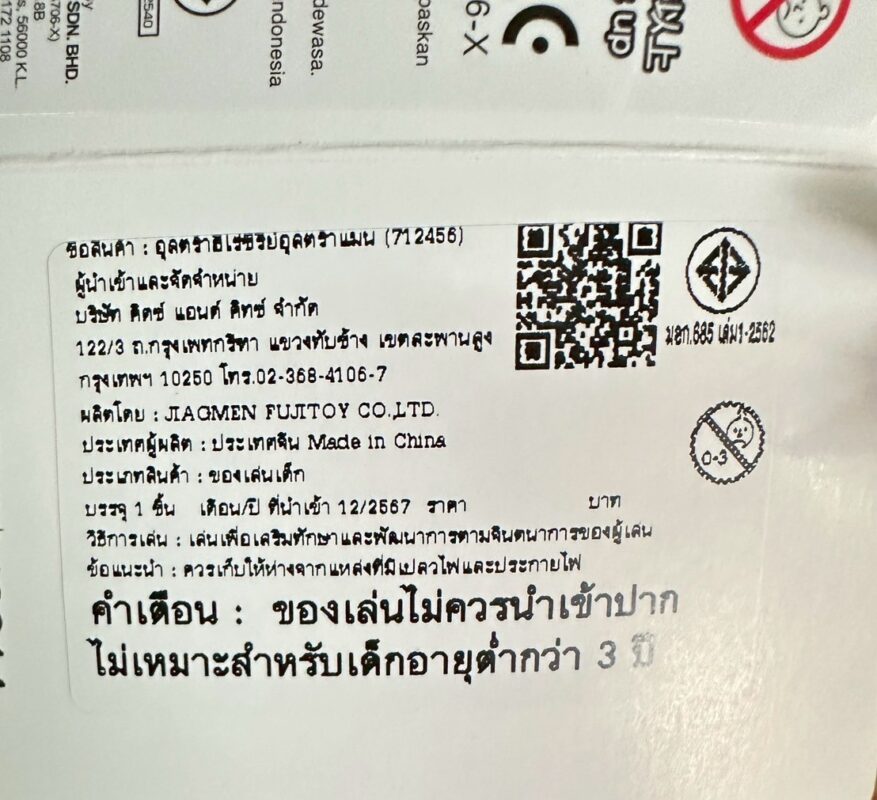 SDN. BHD.
706-X)
s, 56000 K.L.
172 1108
2540
ndonesia
dewasa.
paskan
6-X
ชื่อสินค้า : อุลตร้าฮีโร่ซีรีย์อุลตร้าแมน (712456)
ผู้นำเข้าและจัดจำหน่าย
บริษัท คิดซ์ แอนด์ คิทซ์ จำกัด
122/3 ถ.กรุงเทพกรีฑา แขวงทับช้าง เขตสะพานสูง
กรุงเทพฯ 10250 โทร.02-368-4106-7
ผลิตโดย : JIAGMEN FUJITOY CO.,LTD.
ประเทศผู้ผลิต : ประเทศจีน Made in China
ประเภทสินค้า : ของเล่นเด็ก
บรรจุ 1 ชิ้น เดือน/ปี ที่นำเข้า 12/2567 ราคา บาท
วิธีการเล่น : เล่นเพื่อเสริมทักษาและพัฒนาการตามจินตนาการของผู้เล่น
ข้อแนะนำ : ควรเก็บให้ห่างจากแหล่งที่มีเปลวไฟและประกายไฟ
คำเตือน : ของเล่นไม่ควรนำเข้าปาก
ไม่เหมาะสำหรับเด็กอายุต่ำกว่า 3 ปี
มอก.685 เล่ม1-2562
0-3